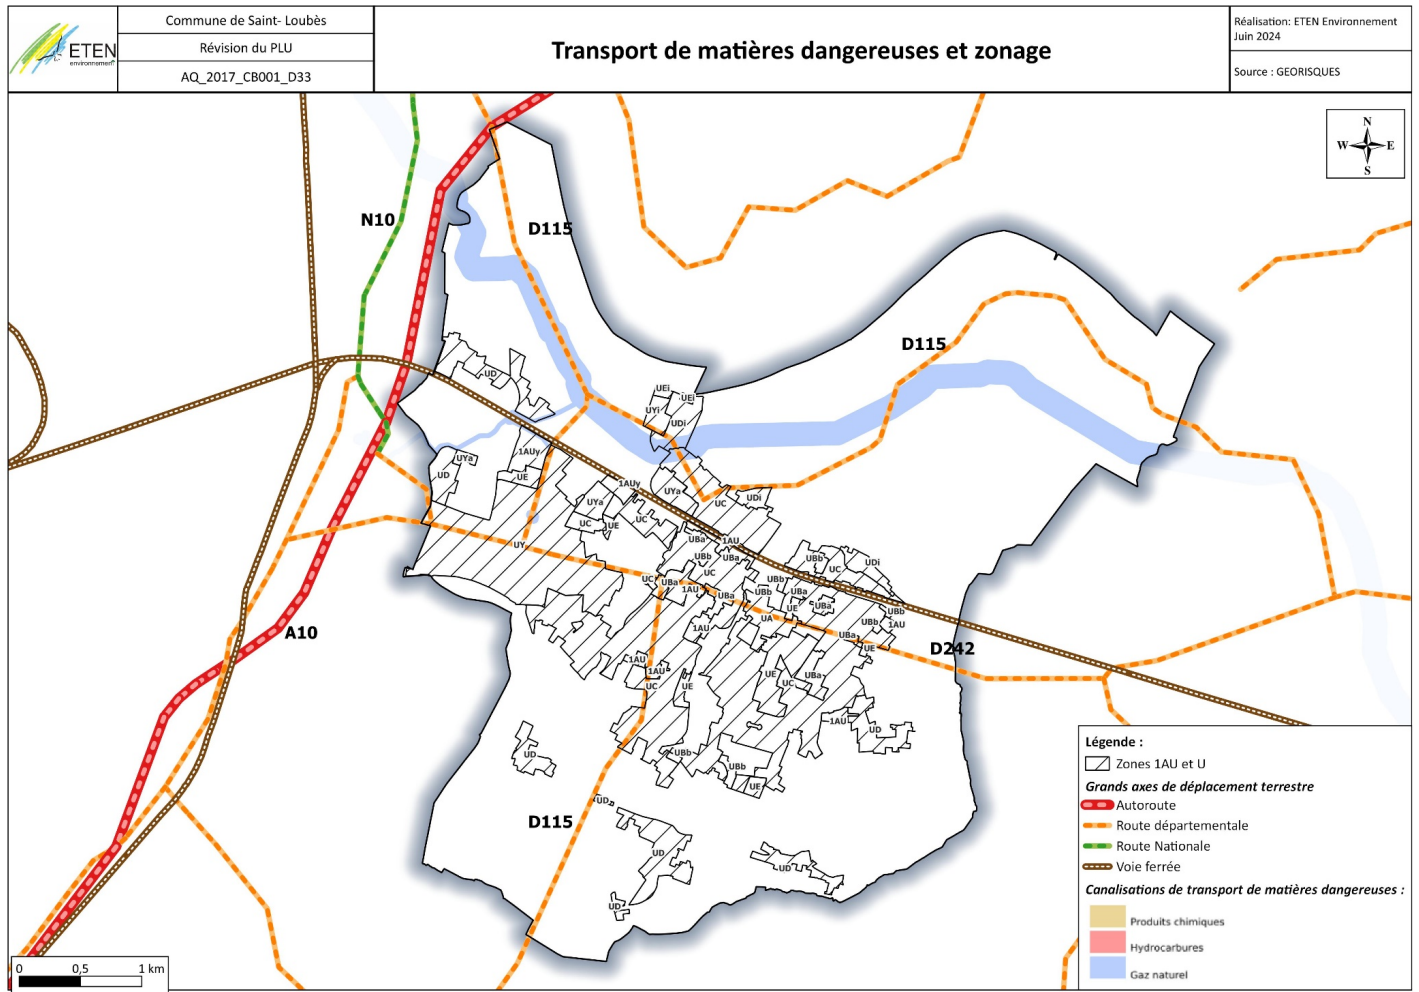 ETEN
environnement
Commune de Saint- Loubès
Révision du PLU
AQ_2017_CB001_D33
Transport de matières dangereuses et zonage
Réalisation: ETEN Environnement
Juin 2024
Source : GEORISQUES
N
W E
S
N10
D115
D115
UD
UEi
UEi
UYi
UDi
1AUy
UYa
UD
UE
1AUy
UYa
UYa
UDi
UC
UC
UE
UC
UY
UBa
1AU
UBb
UBa
UC
UBb
UC
UDi
UC
UBa
1AU
UBa
UBb
UBb
UBa
UE
UBa
UA
UBb
1AU
UBb
UBa
UE
1AU
A10
D242
1AU
1AU
UC
UE
UE
UC
UBa
1AU
UD
UD
UBb
UBb
UE
UD
D115
UD
UD
UD
Légende :
Zones 1AU et U
Grands axes de déplacement terrestre
Autoroute
Route départementale
Route Nationale
Voie ferrée
Canalisations de transport de matières dangereuses :
Produits chimiques
Hydrocarbures
Gaz naturel
0 0,5 1 km